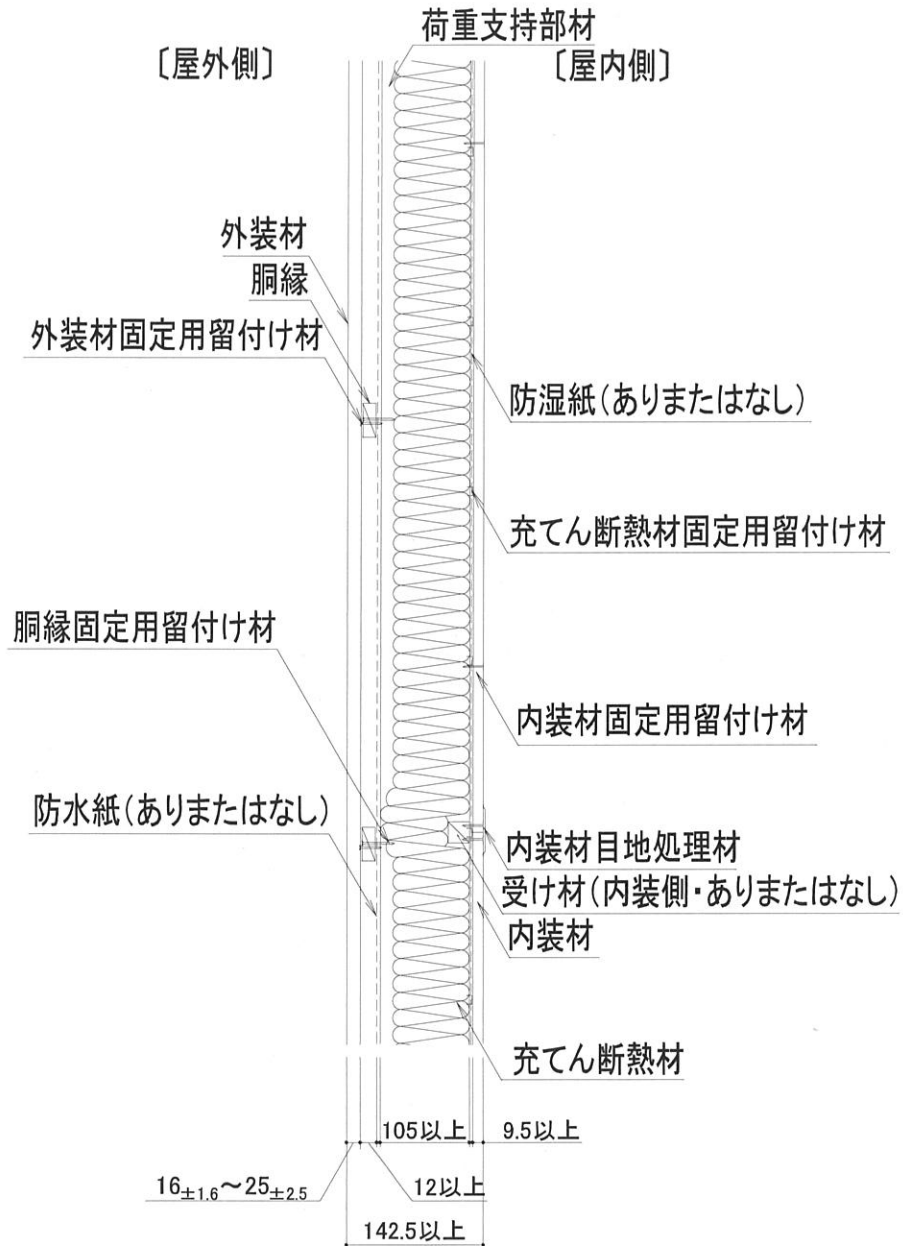 荷重支持部材
〔屋外側〕
〔屋内側〕
外装材
胴縁
外装材固定用留付け材
防湿紙(ありまたはなし)
充てん断熱材固定用留付け材
胴縁固定用留付け材
内装材固定用留付け材
防水紙(ありまたはなし)
内装材目地処理材
受け材(内装側・ありまたはなし)
内装材
充てん断熱材
105以上
9.5以上
16±1.6～25±2.5
12以上
142.5以上